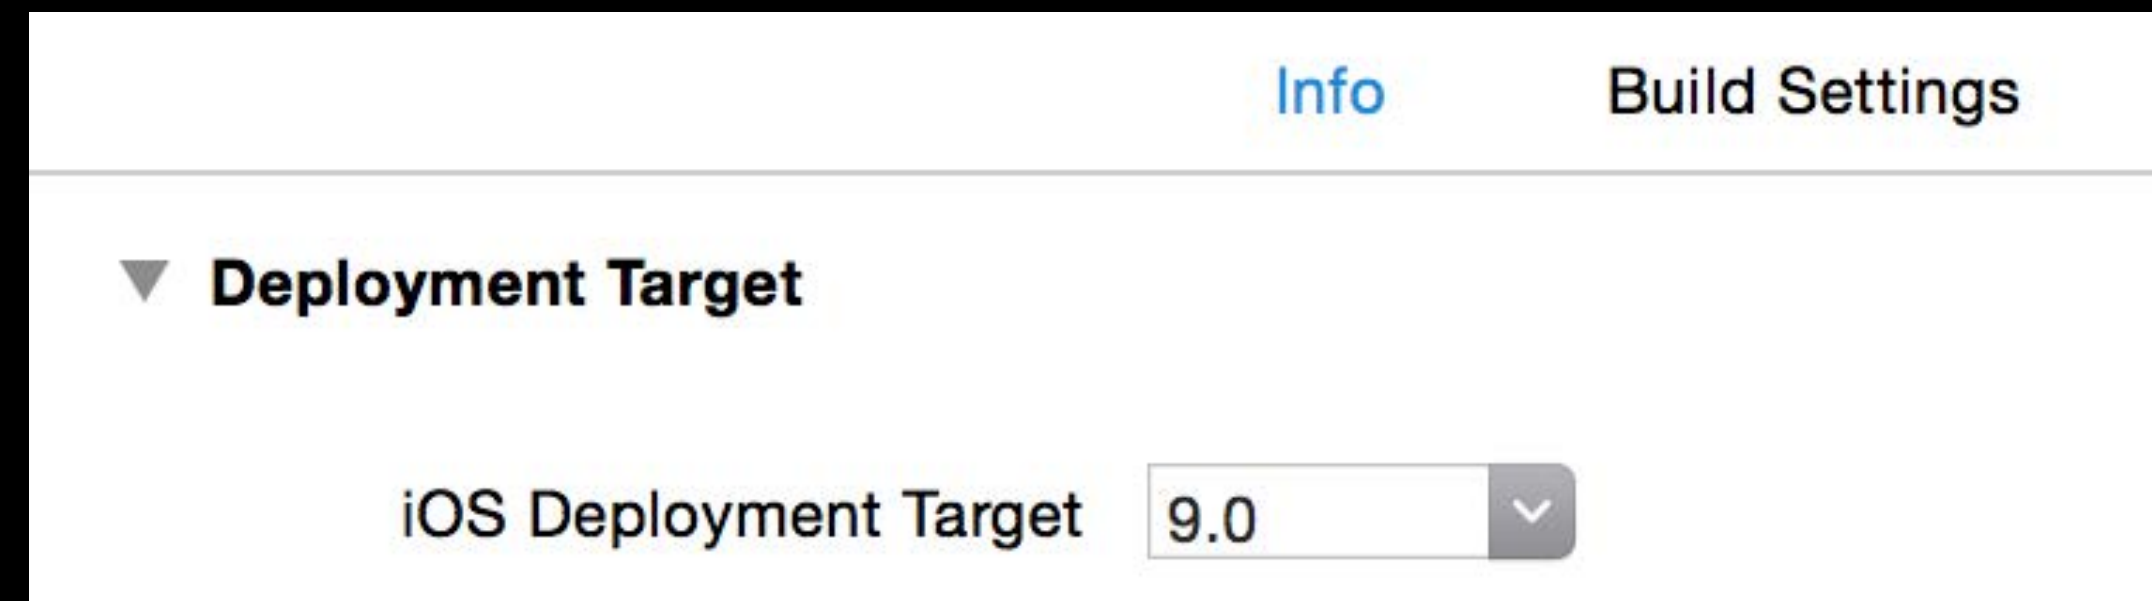 Info Build Settings
Deployment Target
iOS Deployment Target 9.0